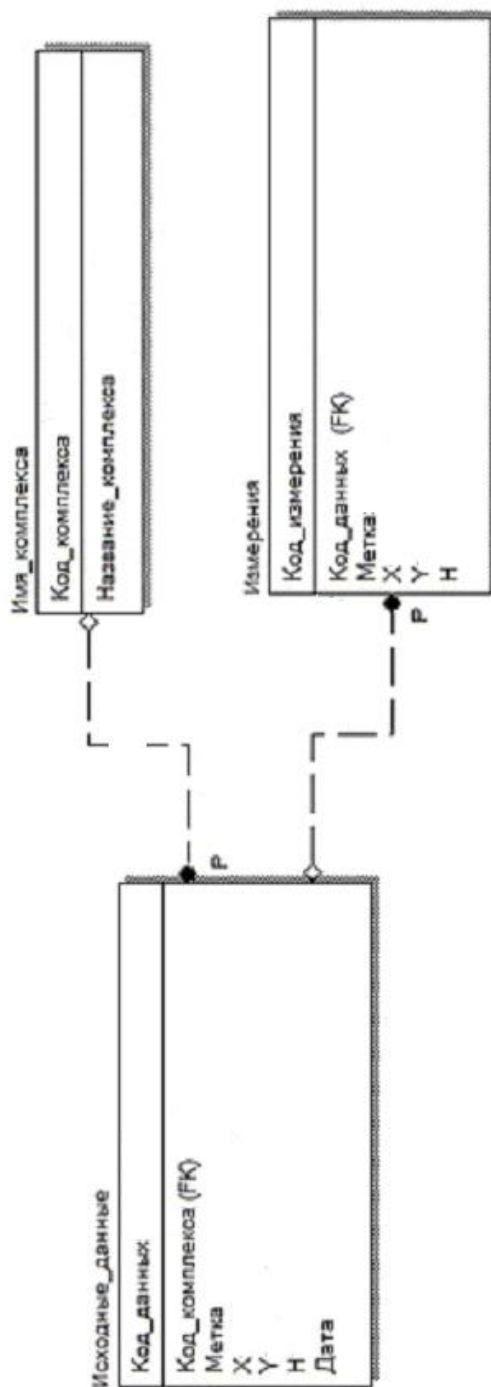 Исходные_данные
Код_данных
Код_комплекса (FK)
Метка
X
Y
H
Дата
P
Имя_комплекса
Код_комплекса
Название_комплекса
P
Измерения
Код_измерения
Код_данных (FK)
Метка:
X
Y
H